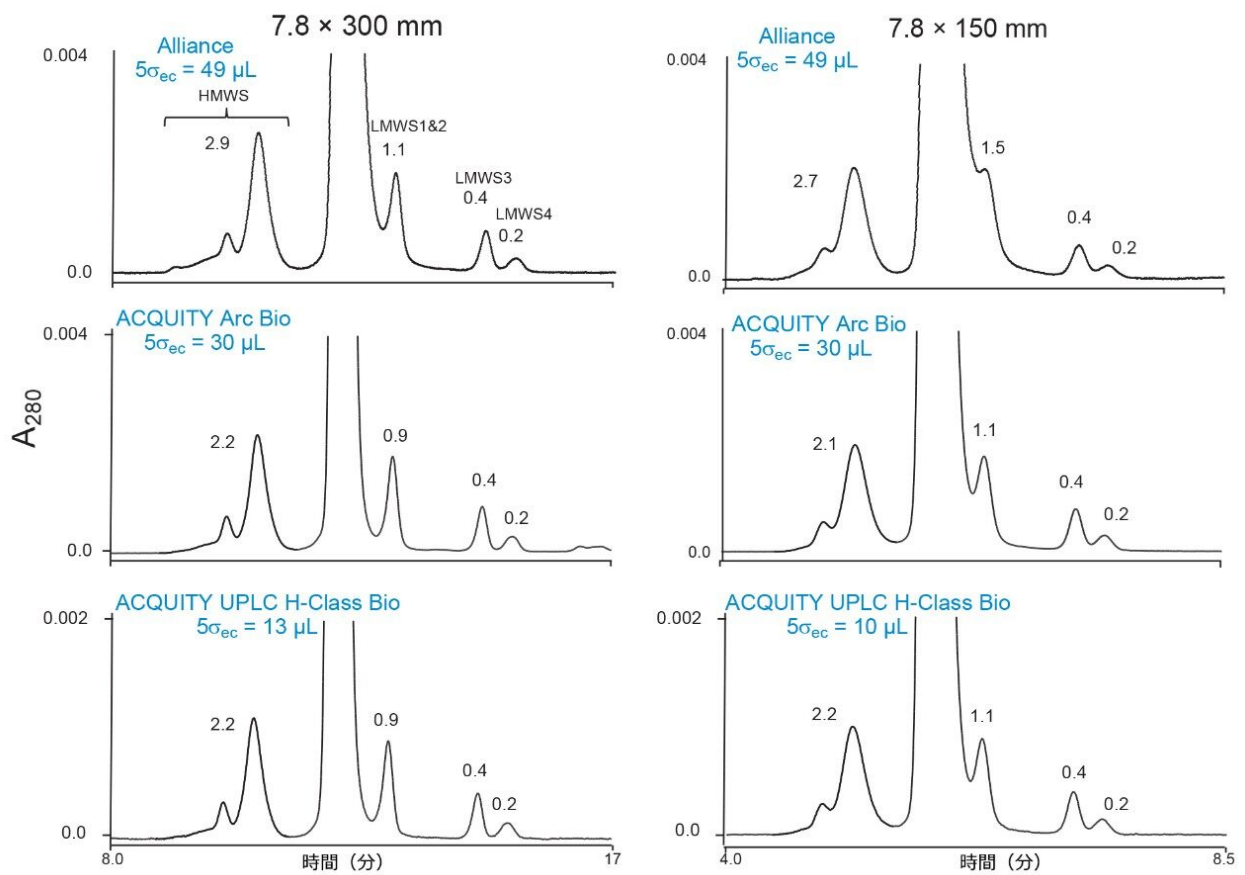 7.8 × 300 mm
Alliance
5σec = 49 µL
0.004
HMWS
2.9
LMWS1&2
1.1
LMWS3
0.4
LMWS4
0.2
0.0
7.8 × 150 mm
Alliance
5σec = 49 µL
0.004
1.5
2.7
0.4
0.2
0.0
A280
ACQUITY Arc Bio
5σec = 30 µL
0.004
2.2
0.9
0.4
0.2
0.0
ACQUITY Arc Bio
5σec = 30 µL
0.004
2.1
1.1
0.4
0.2
0.0
ACQUITY UPLC H-Class Bio
5σec = 13 µL
0.002
2.2
0.9
0.4
0.2
0.0
8.0
時間（分）
17
ACQUITY UPLC H-Class Bio
5σec = 10 µL
0.002
2.2
1.1
0.4
0.2
0.0
4.0
時間（分）
8.5